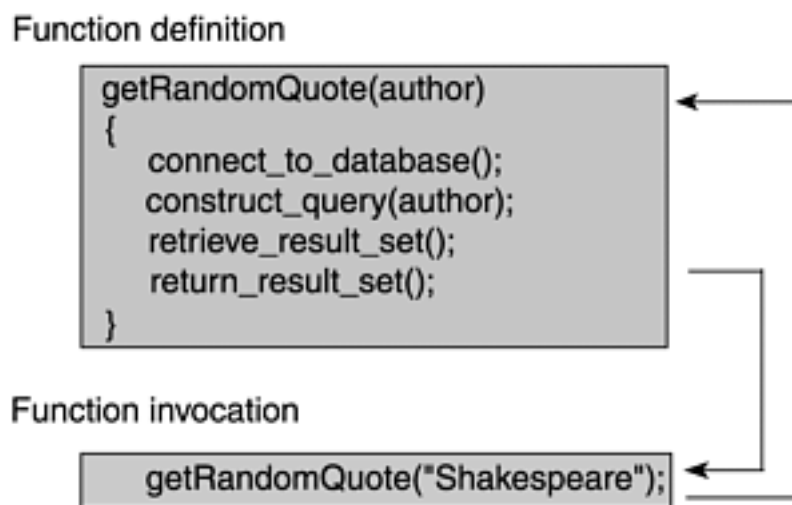 Function definition
getRandomQuote(author)
{
connect_to_database();
construct_query(author);
retrieve_result_set();
return_result_set();
}
Function invocation
getRandomQuote("Shakespeare");